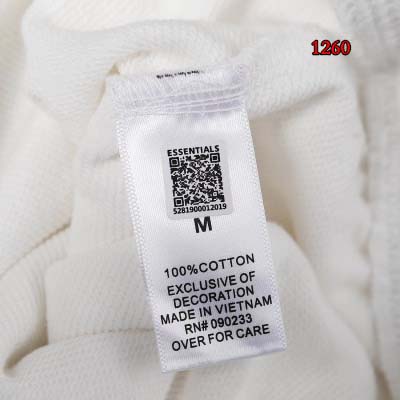 1260
ESSENTIALS
5281900012019
M
100%COTTON
EXCLUSIVE OF
DECORATION
MADE IN VIETNAM
RN# 090233
OVER FOR CARE